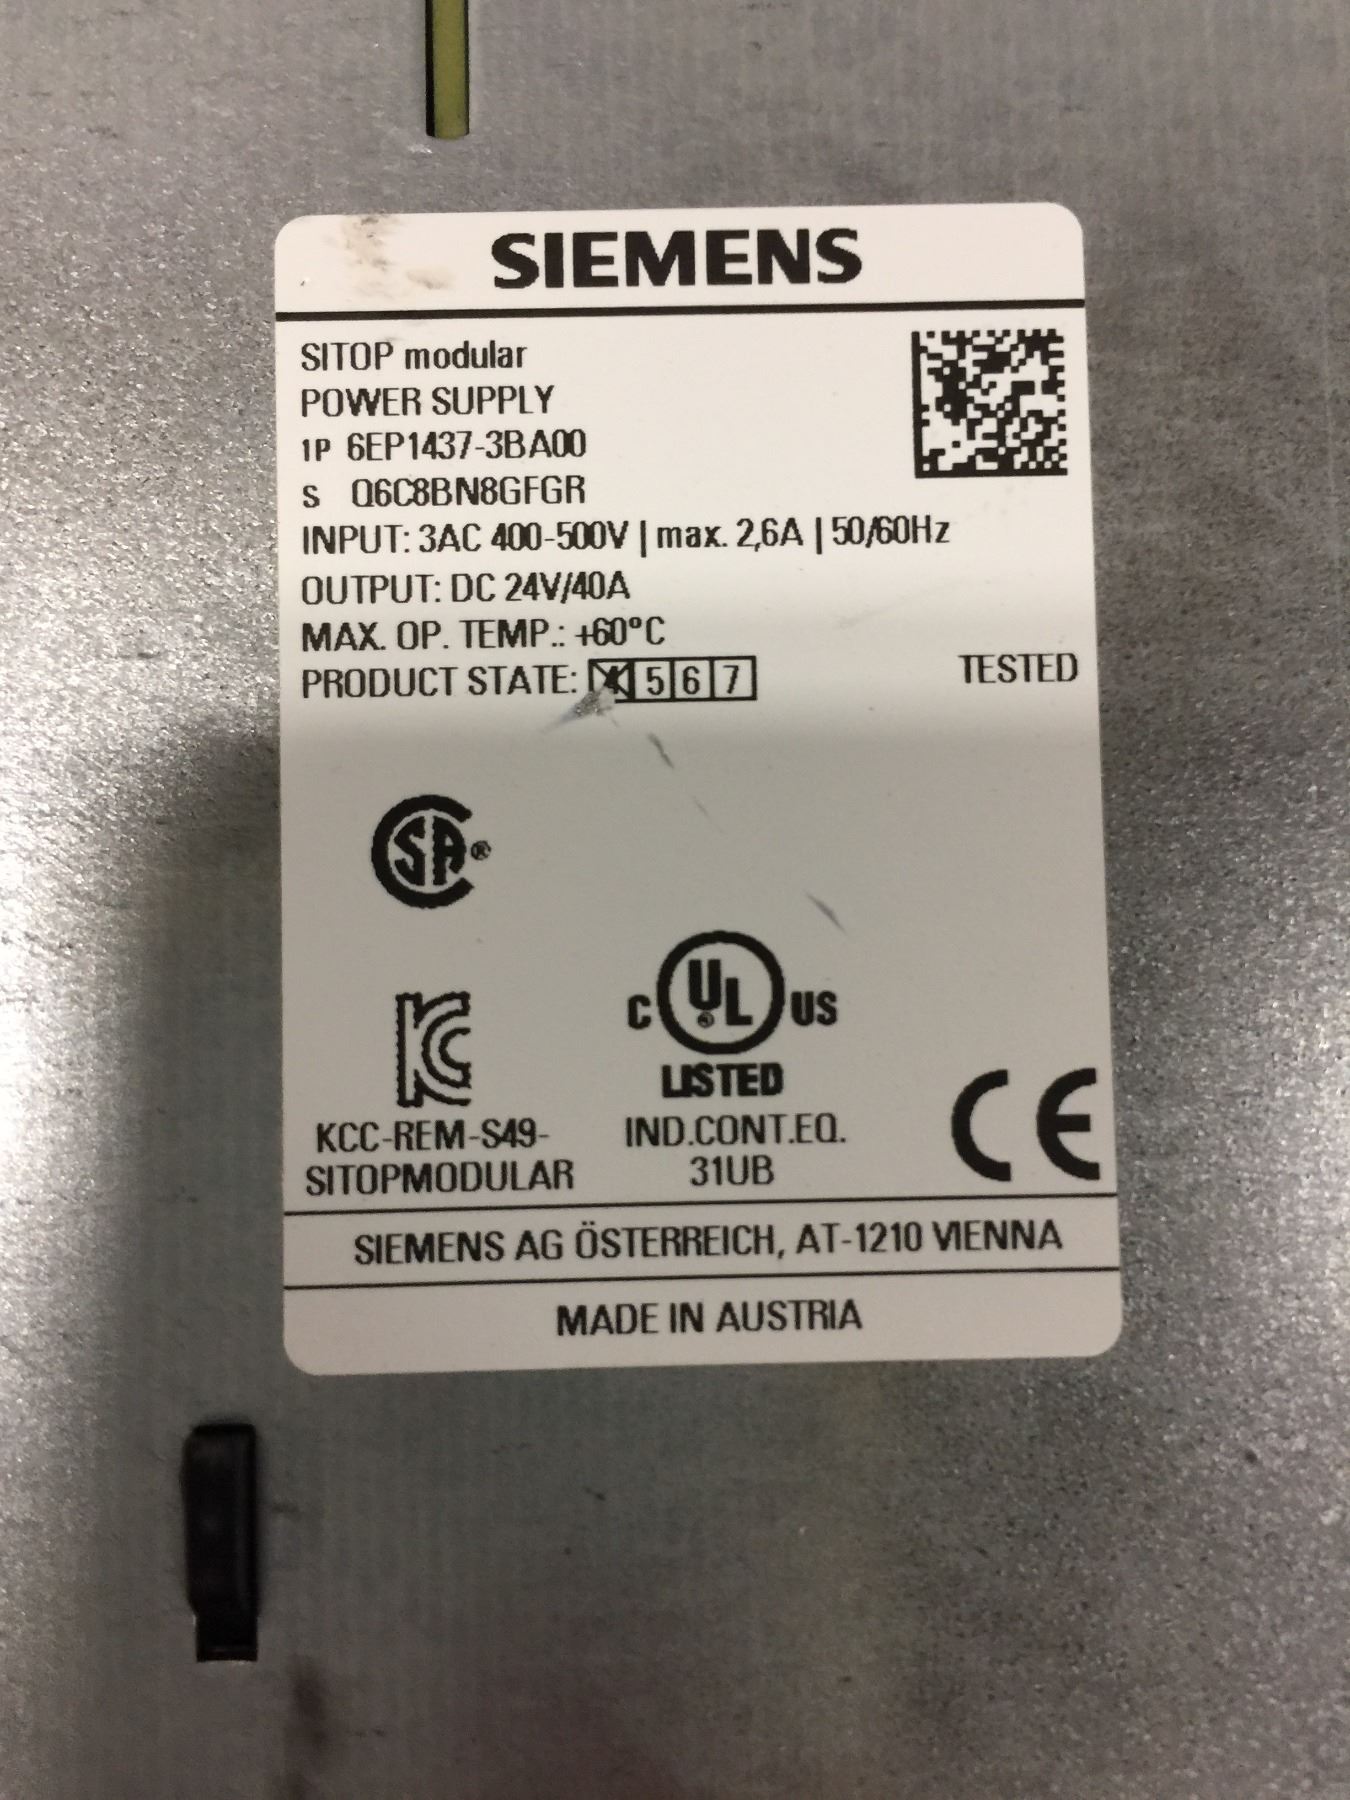 SIEMENS
SITOP modular
POWER SUPPLY
1P 6EP1437-3BA00
S Q6C8BN8GFGR
INPUT: 3AC 400-500V | max. 2,6A | 50/60Hz
OUTPUT: DC 24V/40A
MAX. OP. TEMP.: +60°C
PRODUCT STATE: 4 5 6 7 TESTED
SA®
C UL® US
LISTED
KC
KCC-REM-S49-
SITOPMODULAR
IND.CONT.EQ.
31UB
CE
SIEMENS AG ÖSTERREICH, AT-1210 VIENNA
MADE IN AUSTRIA